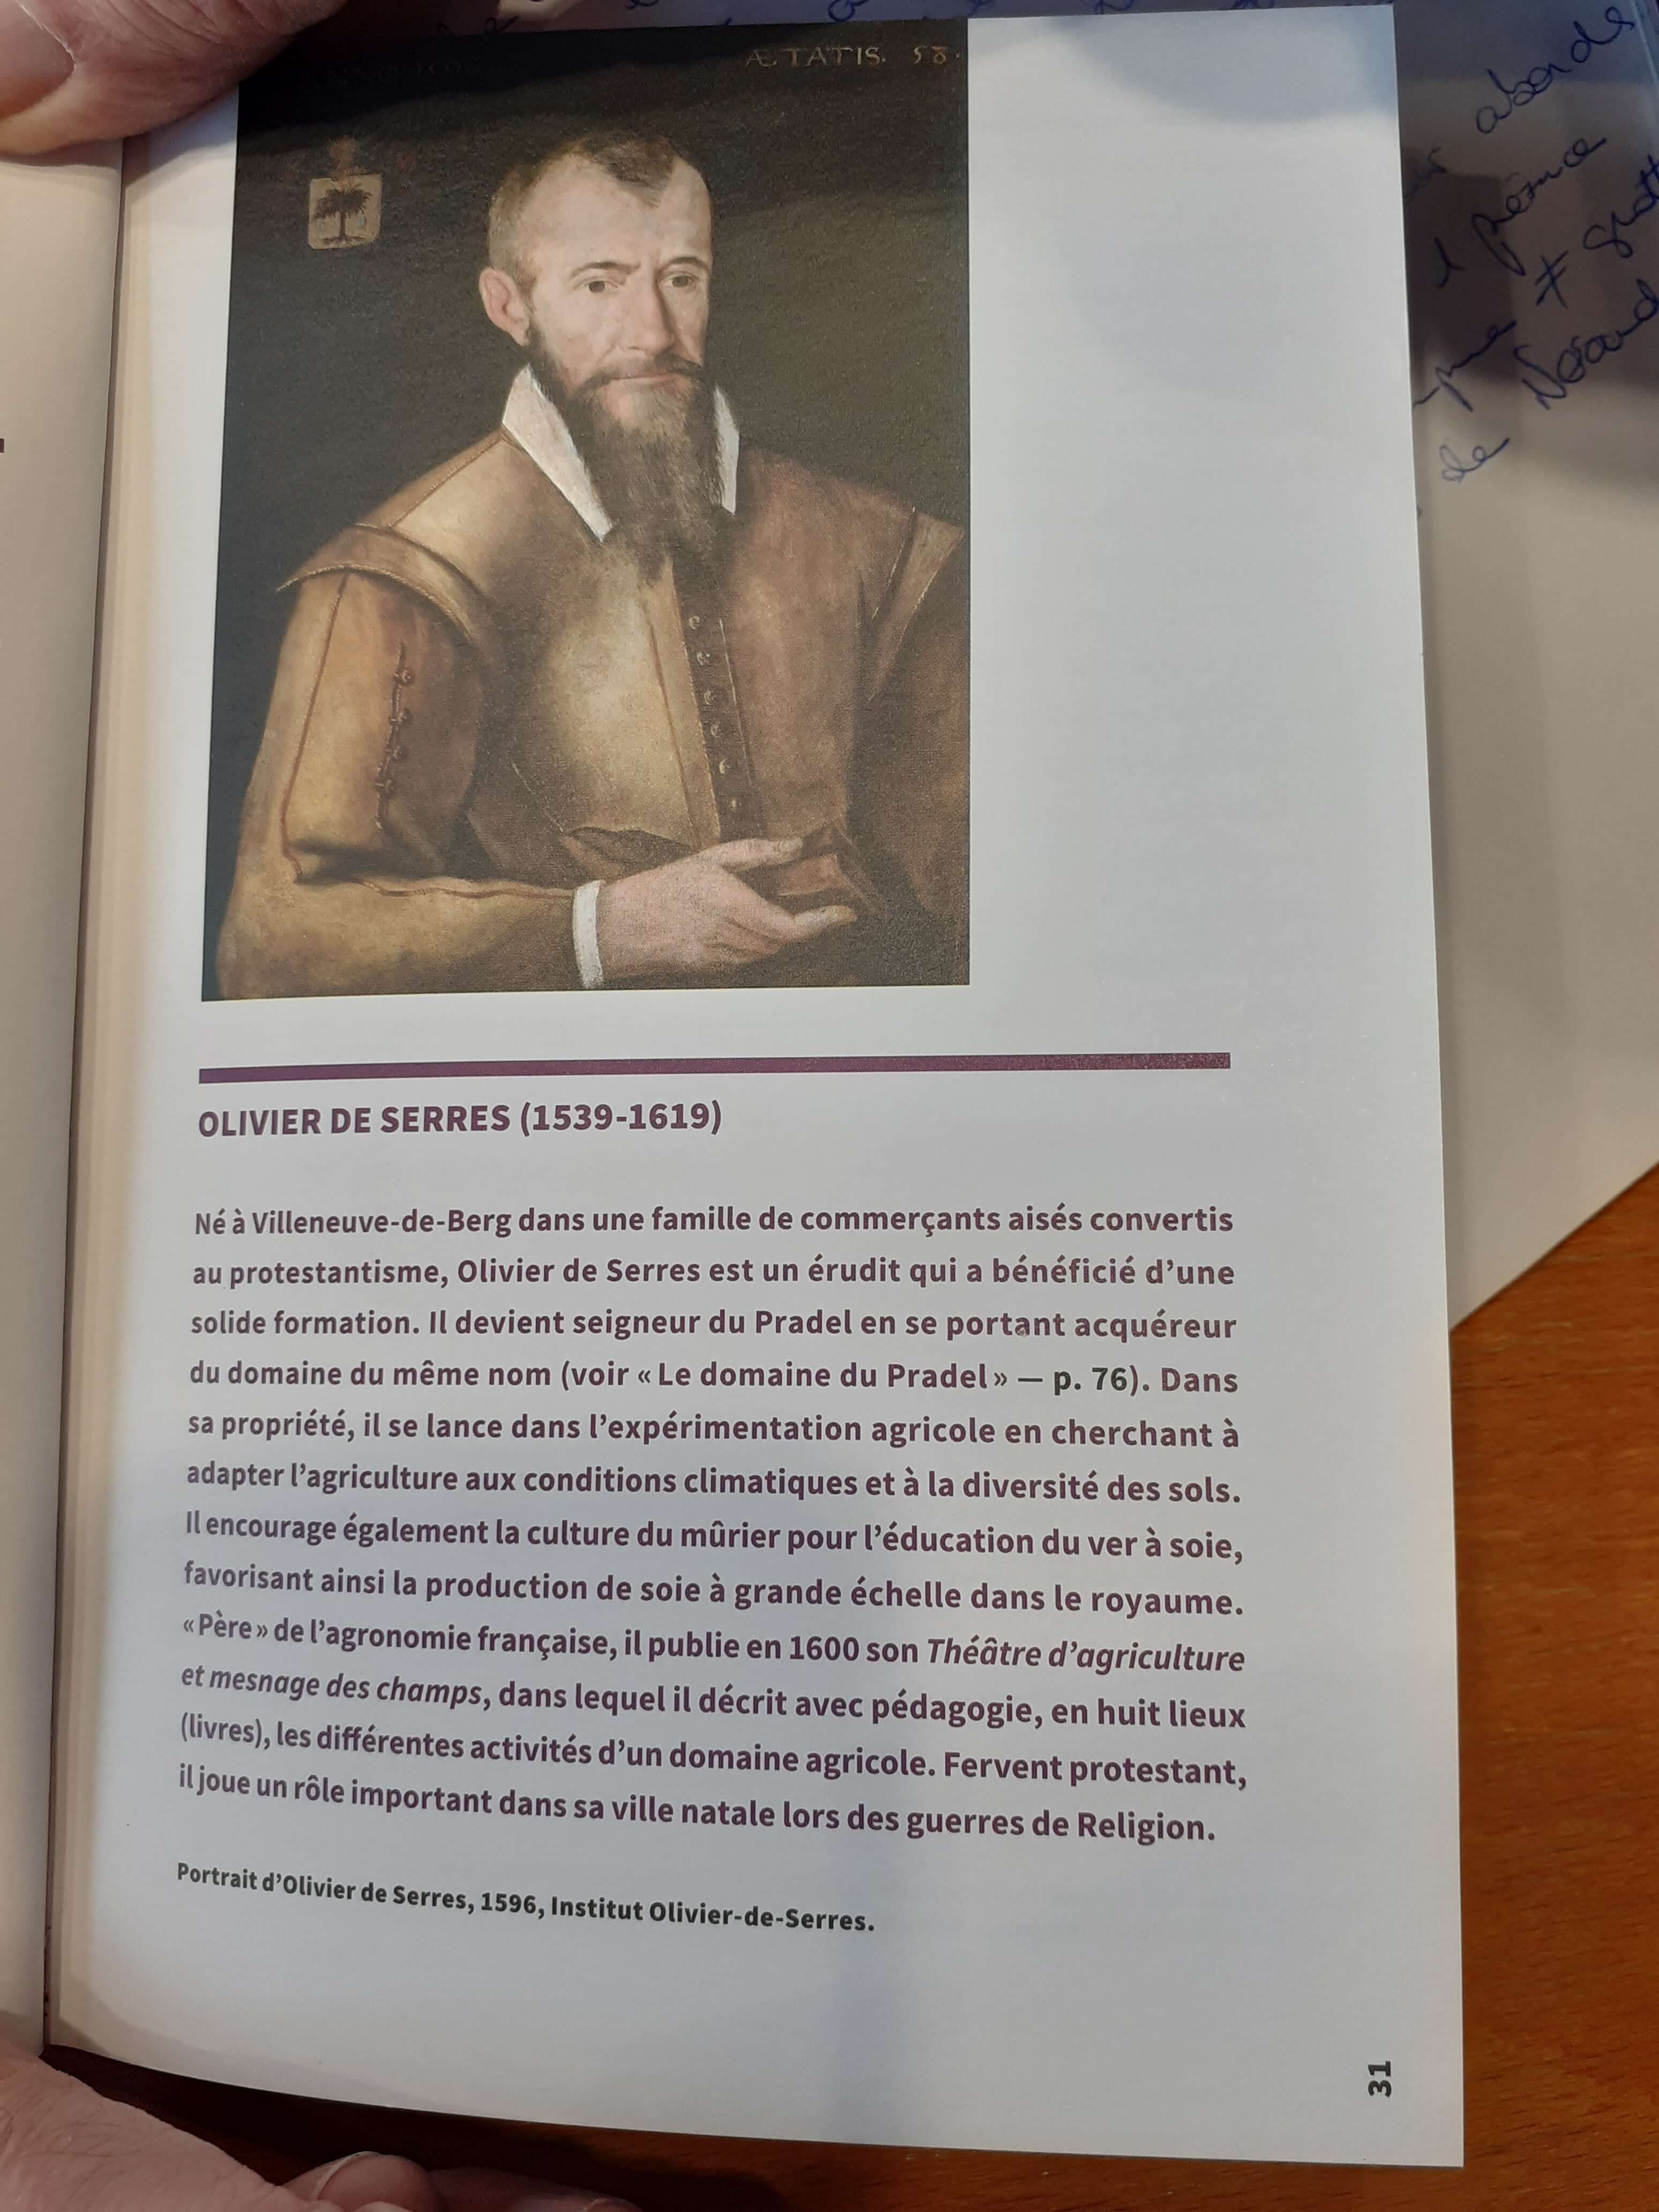 ÆTATIS. 58.
OLIVIER DE SERRES (1539-1619)
Né à Villeneuve-de-Berg dans une famille de commerçants aisés convertis
au protestantisme, Olivier de Serres est un érudit qui a bénéficié d’une
solide formation. Il devient seigneur du Pradel en se portant acquéreur
du domaine du même nom (voir « Le domaine du Pradel » — p. 76). Dans
sa propriété, il se lance dans l’expérimentation agricole en cherchant à
adapter l’agriculture aux conditions climatiques et à la diversité des sols.
Il encourage également la culture du mûrier pour l’éducation du ver à soie,
favorisant ainsi la production de soie à grande échelle dans le royaume.
« Père » de l’agronomie française, il publie en 1600 son Théâtre d’agriculture
et mesnage des champs, dans lequel il décrit avec pédagogie, en huit lieux
(livres), les différentes activités d’un domaine agricole. Fervent protestant,
il joue un rôle important dans sa ville natale lors des guerres de Religion.
Portrait d’Olivier de Serres, 1596, Institut Olivier-de-Serres.
31
de